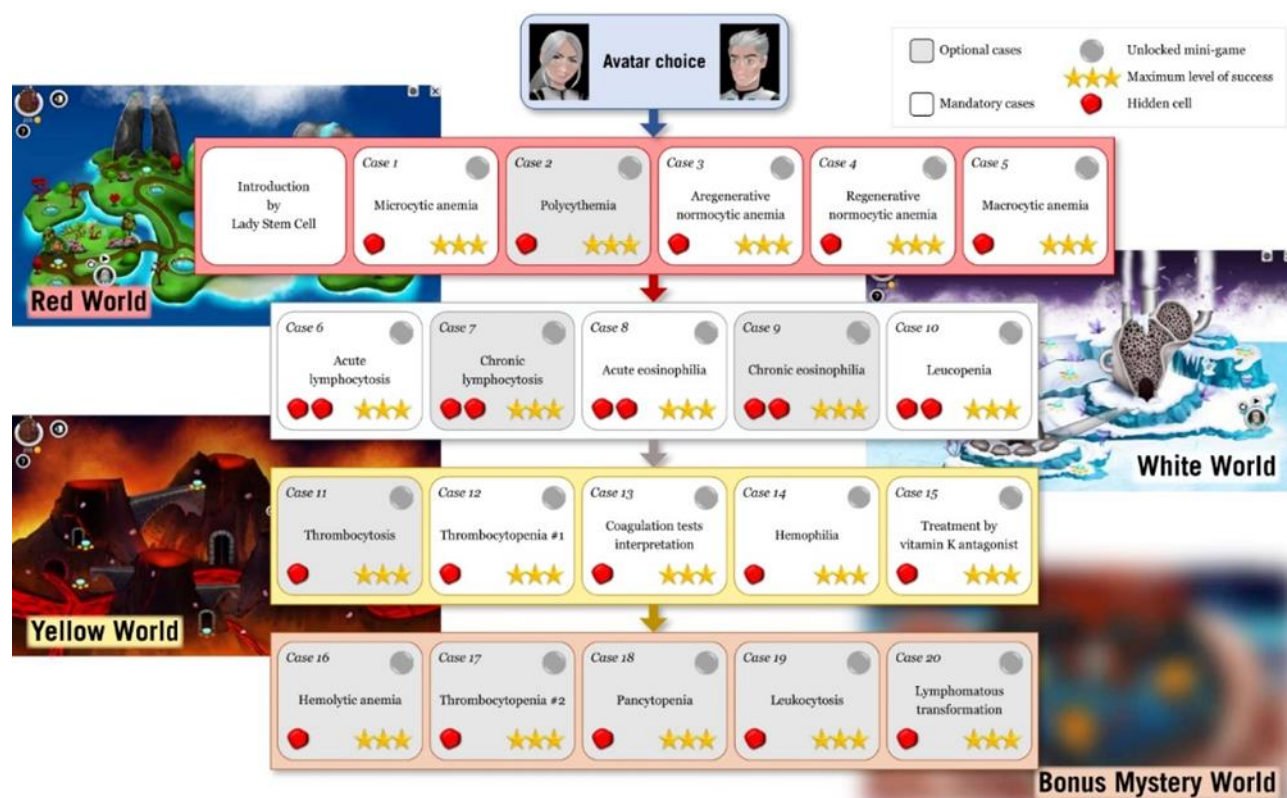 Avatar choice
Optional cases
Unlocked mini-game
Maximum level of success
Mandatory cases
Hidden cell
Introduction
by
Lady Stem Cell
Case 1
Microcytic anemia
Case 2
Polycythemia
Case 3
Aregenerative
normocytic anemia
Case 4
Regenerative
normocytic anemia
Case 5
Macrocytic anemia
Red World
Case 6
Acute
lymphocytosis
Case 7
Chronic
lymphocytosis
Case 8
Acute eosinophilia
Case 9
Chronic eosinophilia
Case 10
Leucopenia
White World
Case 11
Thrombocytosis
Case 12
Thrombocytopenia #1
Case 13
Coagulation tests
interpretation
Case 14
Hemophilia
Case 15
Treatment by
vitamin K antagonist
Yellow World
Case 16
Hemolytic anemia
Case 17
Thrombocytopenia #2
Case 18
Pancytopenia
Case 19
Leukocytosis
Case 20
Lymphomatous
transformation
Bonus Mystery World